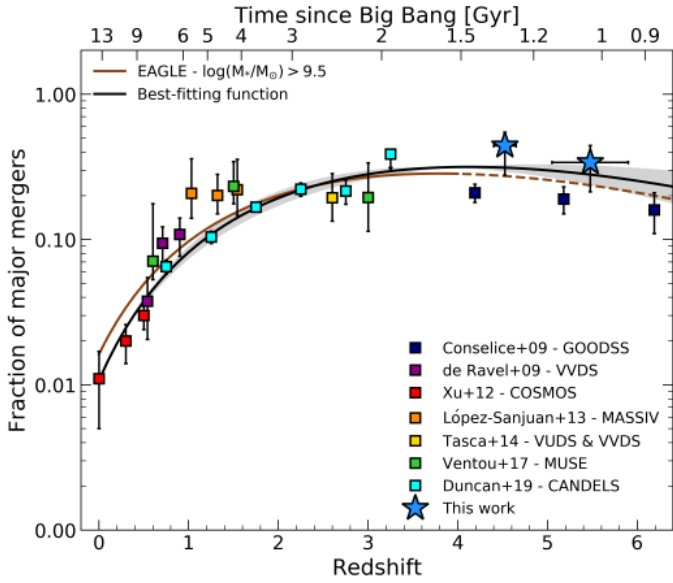 Time since Big Bang [Gyr]
13 9 6 5 4 3 2 1.5 1 0.9
EAGLE - log(M*/M⊙) > 9.5
Best-fitting function
1.00
0.10
0.01
0.00
Fraction of major mergers
Conselice+09 - GOODSS
de Ravel+09 - VVDS
Xu+12 - COSMOS
López-Sanjuan+13 - MASSIV
Tasca+14 - VUDS & VVDS
Ventou+17 - MUSE
Duncan+19 - CANDELS
This work
0 1 2 3 4 5 6
Redshift